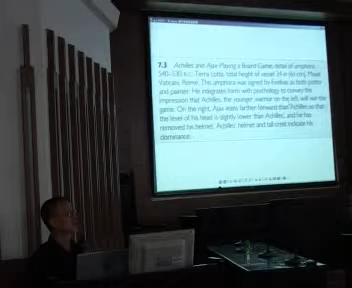 7.3 Achilles and Ajax Playing a Board Game, detail of amphora,
540–530 B.C. Terra cotta, total height of vessel 24 in (60 cm). Musei
Vaticani, Rome. This amphora was signed by Exekias as both potter
and painter. He integrates form with psychology to convey the
impression that Achilles, the younger warrior on the left, will win the
game. On the right, Ajax leans farther forward than Achilles so that
the level of his head is slightly lower than Achilles', and he has
removed his helmet. Achilles' helmet and tall crest indicate his
dominance.